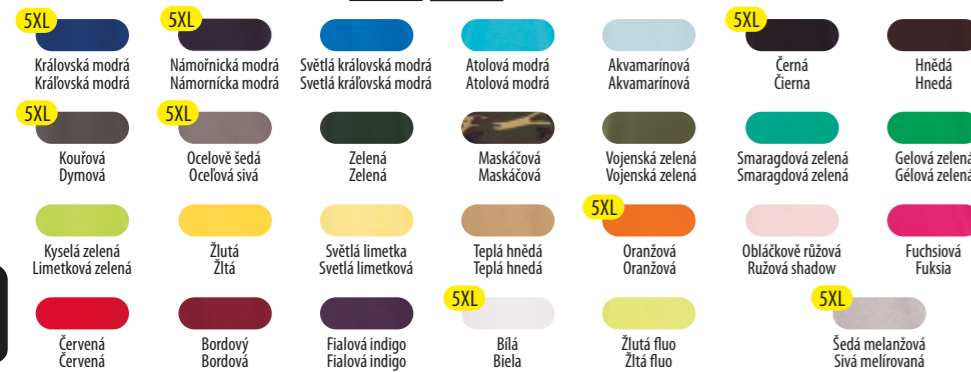 5XL
Královská modrá
Kráľovská modrá
5XL
Námořnická modrá
Námornícka modrá
Světlá královská modrá
Svetlá kráľovská modrá
Atolová modrá
Atolová modrá
Akvamarínová
Akvamarínová
5XL
Černá
Čierna
Hnědá
Hnedá
5XL
Kouřová
Dymová
5XL
Ocelově šedá
Oceľová sivá
Zelená
Zelená
Maskáčová
Maskáčová
Vojenská zelená
Vojenská zelená
Smaragdová zelená
Smaragdová zelená
Gelová zelená
Gélová zelená
Kyselá zelená
Limetková zelená
Žlutá
Žltá
Světlá limetka
Svetlá limetková
Teplá hnědá
Teplá hnedá
5XL
Oranžová
Oranžová
Obláčkově růžová
Ružová shadow
Fuchsiová
Fuksia
Červená
Červená
Bordový
Bordová
Fialová indigo
Fialová indigo
5XL
Bílá
Biela
Žlutá fluo
Žltá fluo
5XL
Šedá melanžová
Sivá melírovaná